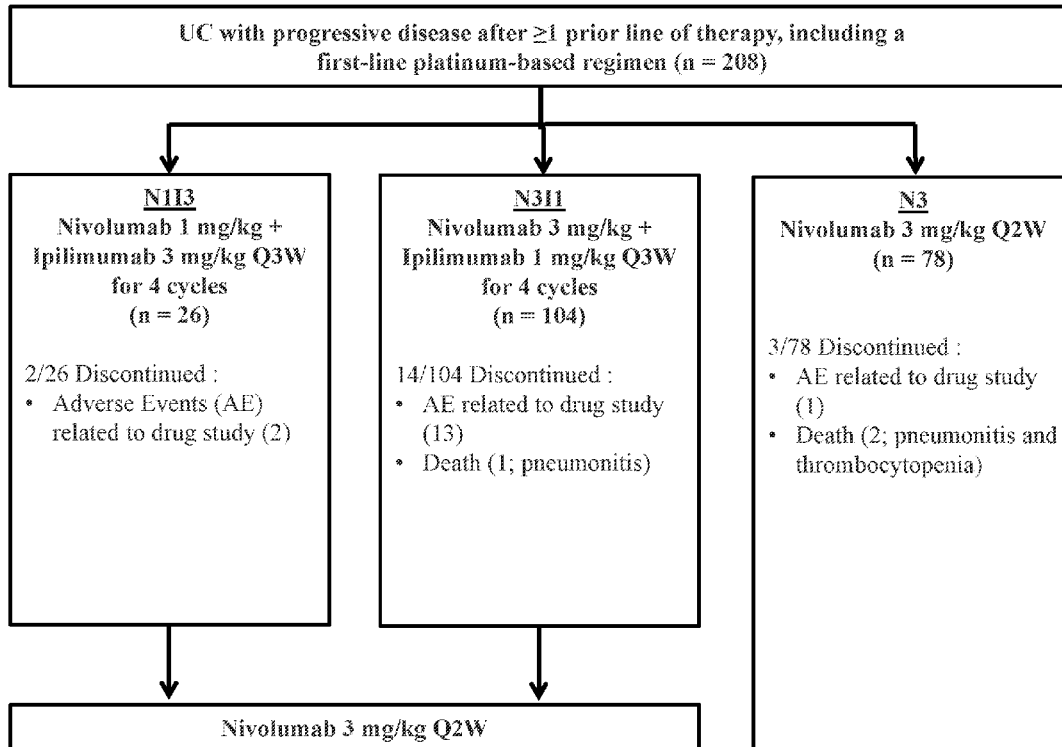 UC with progressive disease after ≥1 prior line of therapy, including a
first-line platinum-based regimen (n = 208)
N1I3
Nivolumab 1 mg/kg +
Ipilimumab 3 mg/kg Q3W
for 4 cycles
(n = 26)
2/26 Discontinued :
• Adverse Events (AE)
related to drug study (2)
N3I1
Nivolumab 3 mg/kg +
Ipilimumab 1 mg/kg Q3W
for 4 cycles
(n = 104)
14/104 Discontinued :
• AE related to drug study
(13)
• Death (1; pneumonitis)
N3
Nivolumab 3 mg/kg Q2W
(n = 78)
3/78 Discontinued :
• AE related to drug study
(1)
• Death (2; pneumonitis and
thrombocytopenia)
Nivolumab 3 mg/kg Q2W